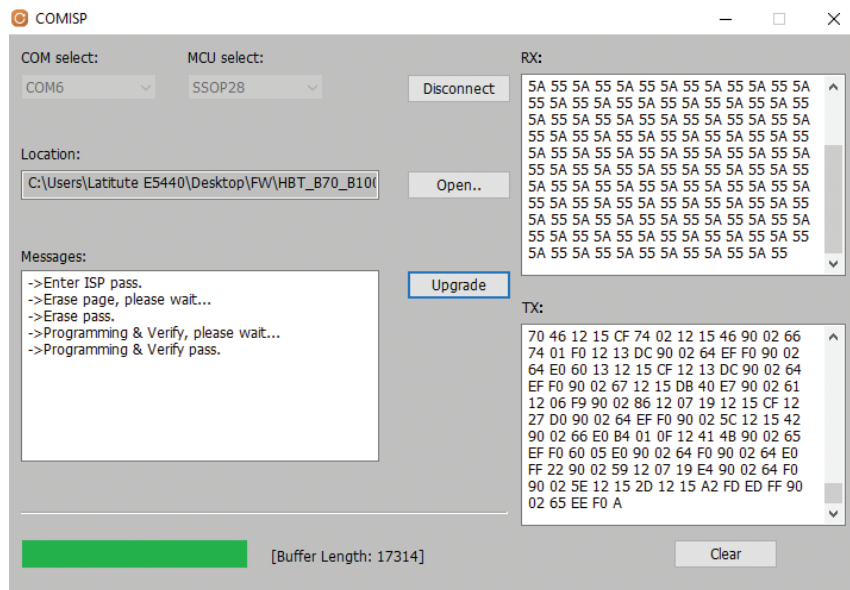 COMISP
COM select:
MCU select:
COM6
SSOP28
Disconnect
Location:
C:\Users\Latitute E5440\Desktop\FW\HBT_B70_B100
Open..
Messages:
->Enter ISP pass.
->Erase page, please wait...
->Erase pass.
->Programming & Verify, please wait...
->Programming & Verify pass.
Upgrade
[Buffer Length: 17314]
RX:
5A 55 5A 55 5A 55 5A 55 5A 55 5A 55 5A
55 5A 55 5A 55 5A 55 5A 55 5A 55 5A 55
5A 55 5A 55 5A 55 5A 55 5A 55 5A 55 5A
55 5A 55 5A 55 5A 55 5A 55 5A 55 5A 55
5A 55 5A 55 5A 55 5A 55 5A 55 5A 55 5A
55 5A 55 5A 55 5A 55 5A 55 5A 55 5A 55
5A 55 5A 55 5A 55 5A 55 5A 55 5A 55 5A
55 5A 55 5A 55 5A 55 5A 55 5A 55 5A 55
5A 55 5A 55 5A 55 5A 55 5A 55 5A 55 5A
55 5A 55 5A 55 5A 55 5A 55 5A 55 5A 55
5A 55 5A 55 5A 55 5A 55 5A 55 5A 55
TX:
70 46 12 15 CF 74 02 12 15 46 90 02 66
74 01 F0 12 13 DC 90 02 64 EF F0 90 02
64 E0 60 13 12 15 CF 12 13 DC 90 02 64
EF F0 90 02 67 12 15 DB 40 E7 90 02 61
12 06 F9 90 02 86 12 07 19 12 15 CF 12
27 D0 90 02 64 EF F0 90 02 5C 12 15 42
90 02 66 E0 B4 01 0F 12 41 4B 90 02 65
EF F0 60 05 E0 90 02 64 F0 90 02 64 E0
FF 22 90 02 59 12 07 19 E4 90 02 64 F0
90 02 5E 12 15 2D 12 15 A2 FD ED FF 90
02 65 EE F0 A
Clear